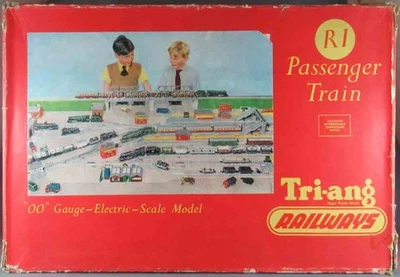 R1
Passenger
Train
Tri-ang
RAILWAYS
"OO" Gauge-Electric-Scale Model